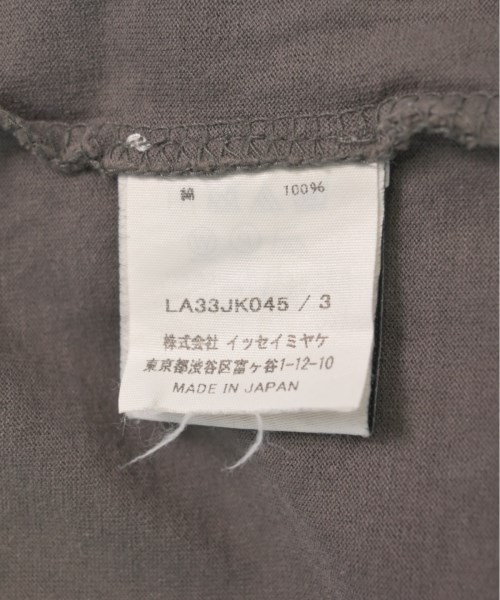 綿 100%
LA33JK045 / 3
株式会社 イッセイミヤケ
東京都渋谷区富ヶ谷1-12-10
MADE IN JAPAN